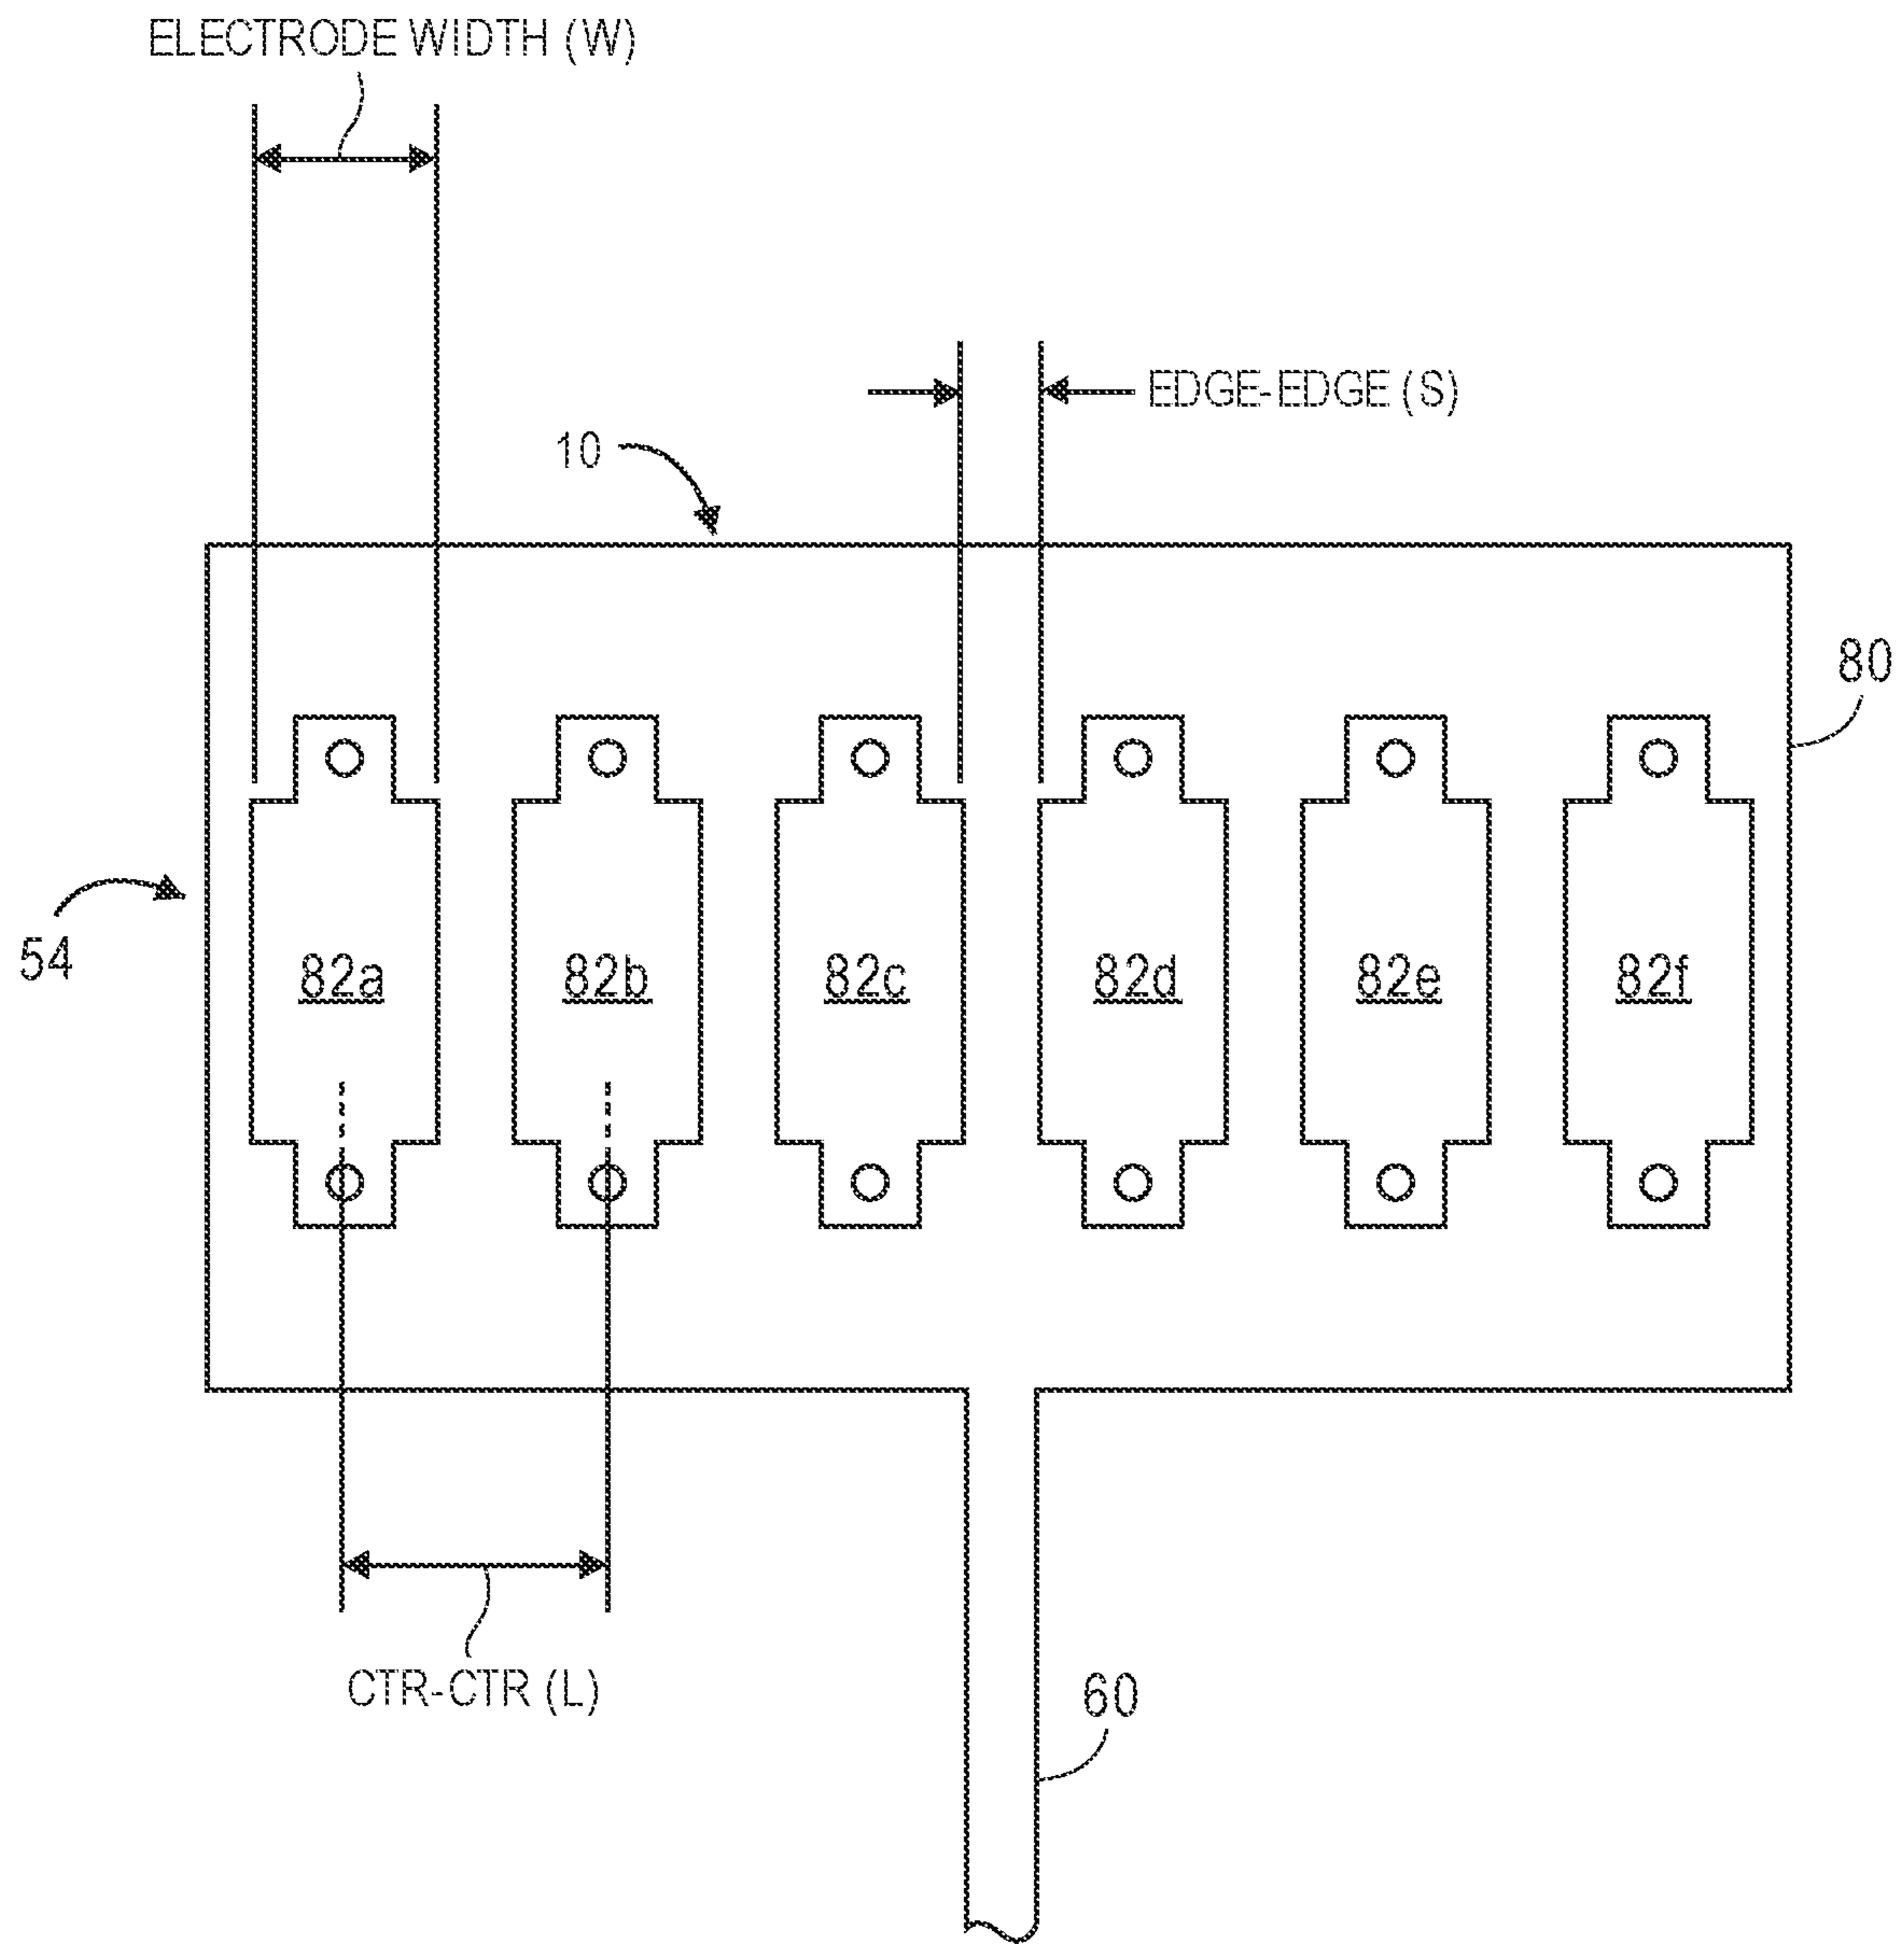 ELECTRODE WIDTH (W)
EDGE-EDGE (S)
10
80
54
82a
82b
82c
82d
82e
82f
CTR-CTR (L)
60